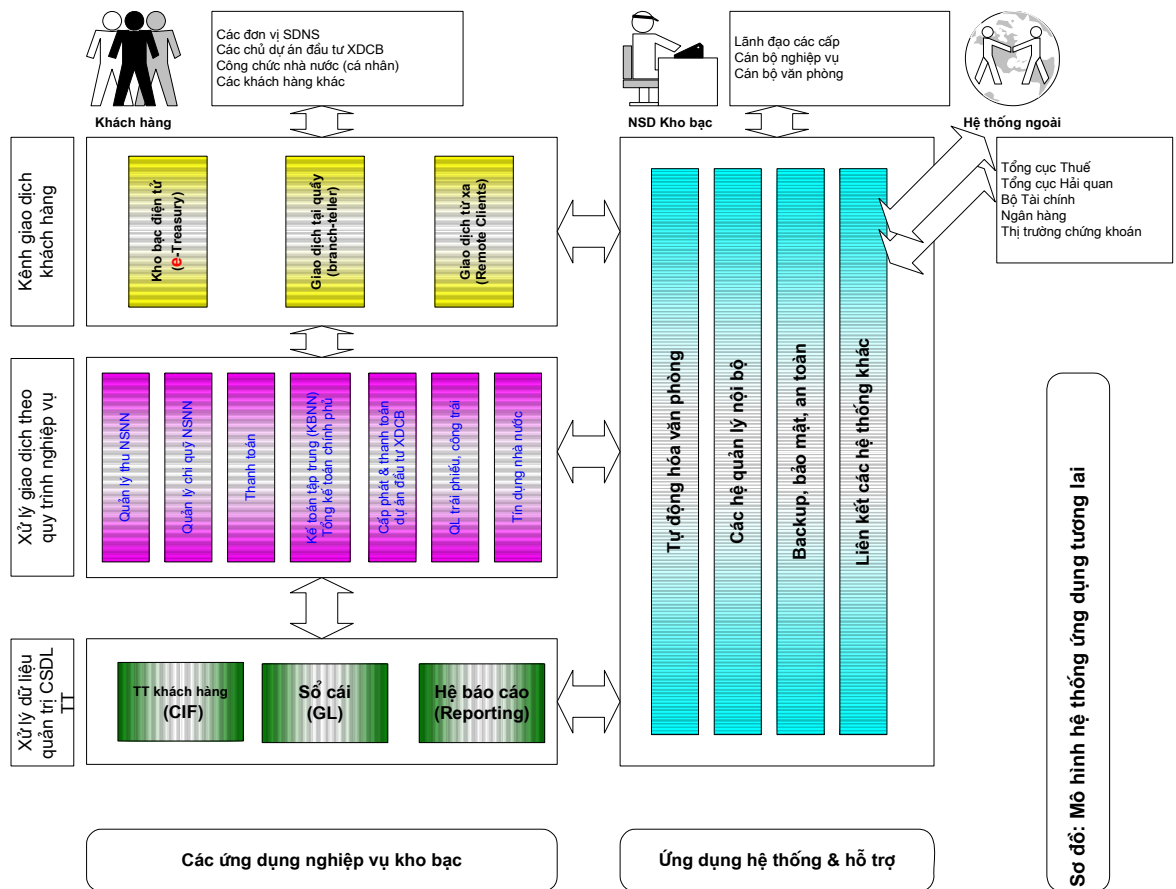 Các đơn vị SDNS
Các chủ dự án đầu tư XDCB
Công chức nhà nước (cá nhân)
Các khách hàng khác
Khách hàng
Lãnh đạo các cấp
Cán bộ nghiệp vụ
Cán bộ văn phòng
NSD Kho bạc
Hệ thống ngoài
Tổng cục Thuế
Tổng cục Hải quan
Bộ Tài chính
Ngân hàng
Thị trường chứng khoán
Kênh giao dịch
khách hàng
Kho bạc điện tử
(e-Treasury)
Giao dịch tại quầy
(branch-teller)
Giao dịch từ xa
(Remote Clients)
Xử lý giao dịch theo
quy trình nghiệp vụ
Quản lý thu NSNN
Quản lý chi quỹ NSNN
Thanh toán
Kế toán tập trung (KBNN)
Tổng kế toán chính phủ
Cấp phát & thanh toán
dự án đầu tư XDCB
QL trái phiếu, công trái
Tín dụng nhà nước
Xử lý dữ liệu
quản trị CSDL
TT
TT khách hàng
(CIF)
Sổ cái
(GL)
Hệ báo cáo
(Reporting)
Tự động hóa văn phòng
Các hệ quản lý nội bộ
Backup, bảo mật, an toàn
Liên kết các hệ thống khác
Các ứng dụng nghiệp vụ kho bạc
Ứng dụng hệ thống & hỗ trợ
Sơ đồ: Mô hình hệ thống ứng dụng tương lai